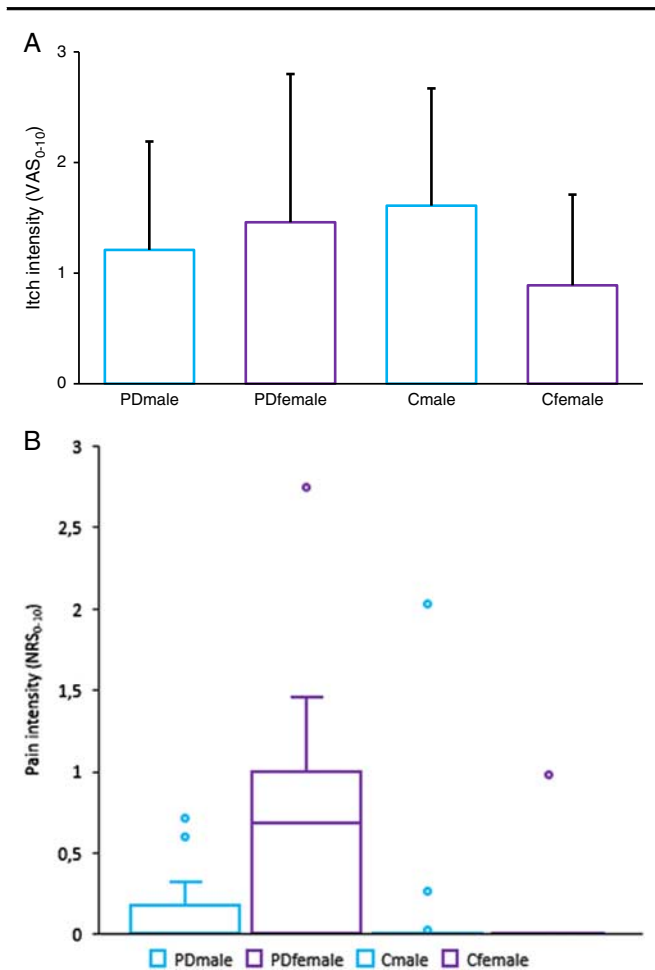 A
3
2
1
0
Itch intensity (VAS0-10)
PDmale PDfemale Cmale Cfemale
B
3
2,5
2
1,5
1
0,5
0
Pain intensity (NRS0-10)
PDmale PDfemale Cmale Cfemale